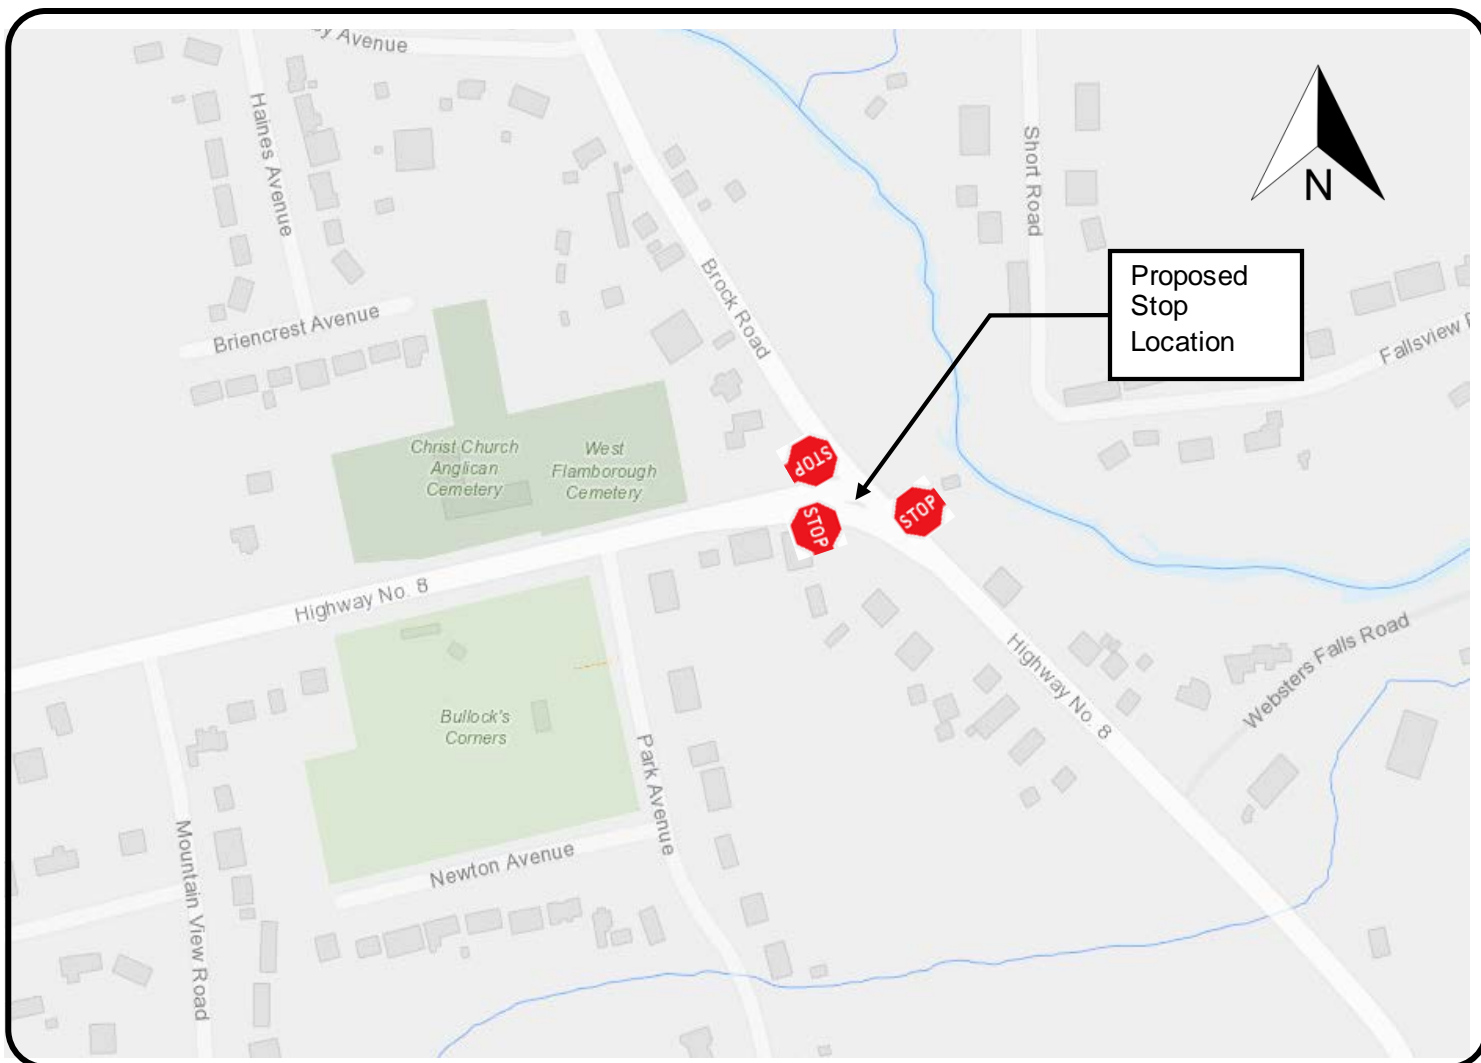 y Avenue
Haines Avenue
Short Road
N
Brock Road
Proposed
Stop
Location
Briencrest Avenue
Fallsview
Christ Church
Anglican
Cemetery
West
Flamborough
Cemetery
STOP
STOP
STOP
Highway No. 8
Highway No. 8
Websters Falls Road
Bullock's
Corners
Park Avenue
Mountain View Road
Newton Avenue